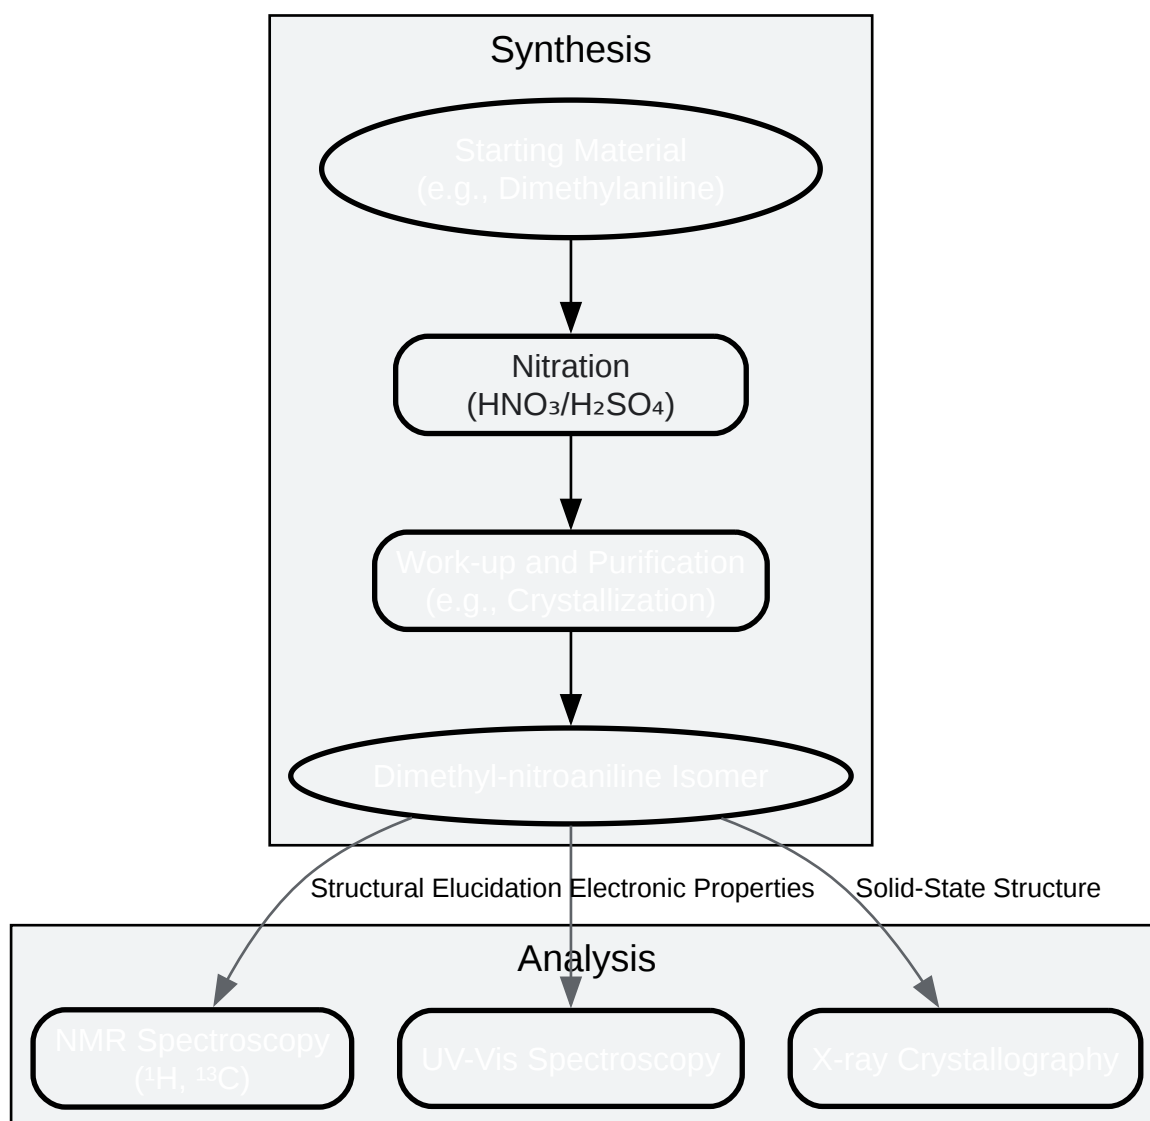 Synthesis
Starting Material
(e.g., Dimethylaniline)
Nitration
(HNO₃/H₂SO₄)
Work-up and Purification
(e.g., Crystallization)
Dimethyl-nitroaniline Isomer
Structural Elucidation
Electronic Properties
Solid-State Structure
Analysis
NMR Spectroscopy
(¹H, ¹³C)
UV-Vis Spectroscopy
X-ray Crystallography